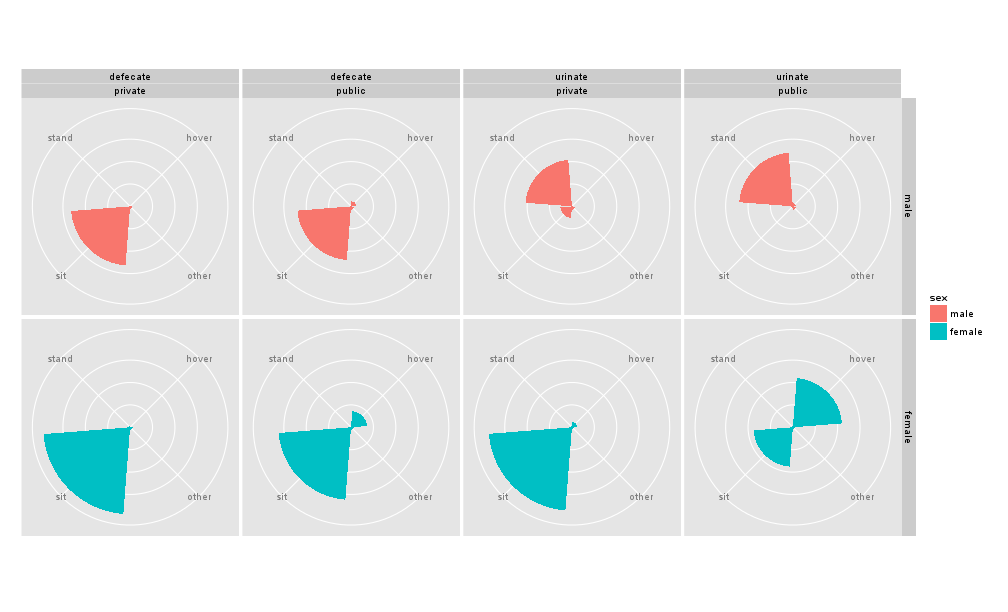 defecate defecate urinate urinate
private public private public
stand hover stand hover stand hover stand hover
male
sit other sit other sit other sit other
sex
male
female
stand hover stand hover stand hover stand hover
female
sit other sit other sit other sit other